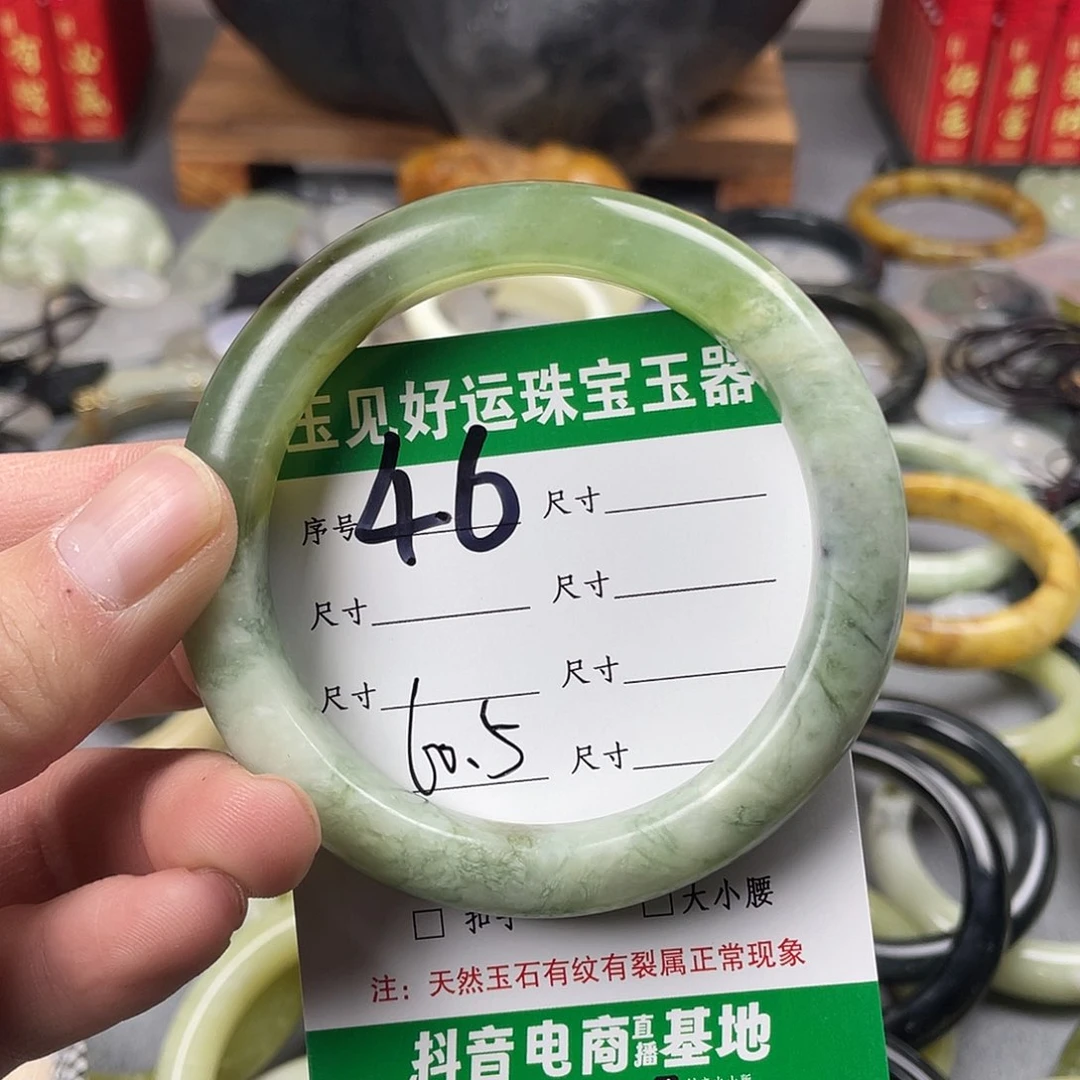 玉见好运珠宝玉器
序号 46 尺寸
尺寸 尺寸
尺寸 尺寸
60.5 尺寸
大小腰
注：天然玉石有纹有裂属正常现象
抖音电商直播基地